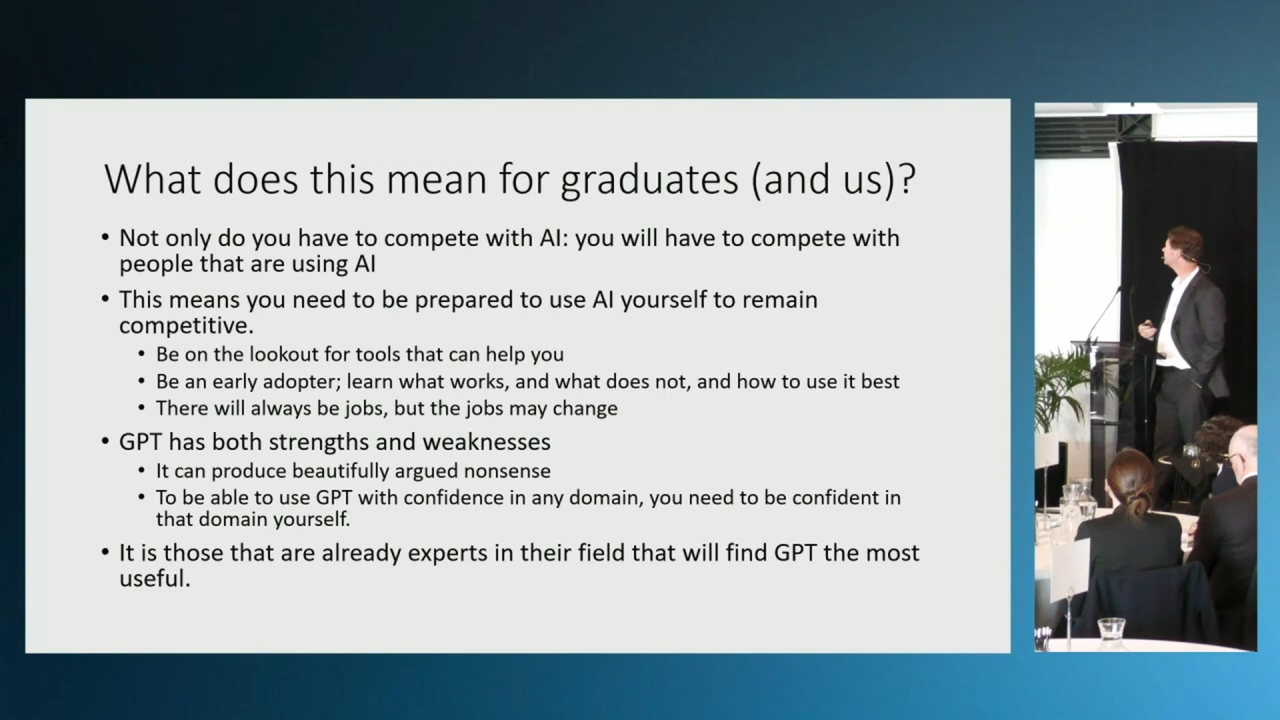 What does this mean for graduates (and us)?
• Not only do you have to compete with AI: you will have to compete with
people that are using AI
• This means you need to be prepared to use AI yourself to remain
competitive.
• Be on the lookout for tools that can help you
• Be an early adopter; learn what works, and what does not, and how to use it best
• There will always be jobs, but the jobs may change
• GPT has both strengths and weaknesses
• It can produce beautifully argued nonsense
• To be able to use GPT with confidence in any domain, you need to be confident in
that domain yourself.
• It is those that are already experts in their field that will find GPT the most
useful.